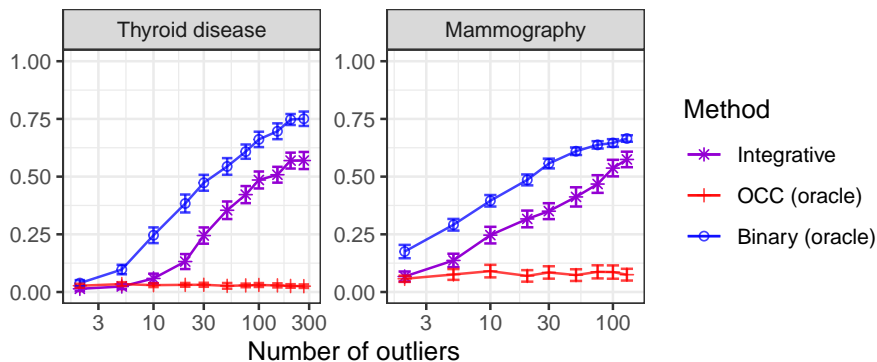 Thyroid disease
Mammography
1.00
0.75
0.50
0.25
0.00
1.00
0.75
0.50
0.25
0.00
3 10 30 100 300
3 10 30 100
Number of outliers
Method
Integrative
OCC (oracle)
Binary (oracle)